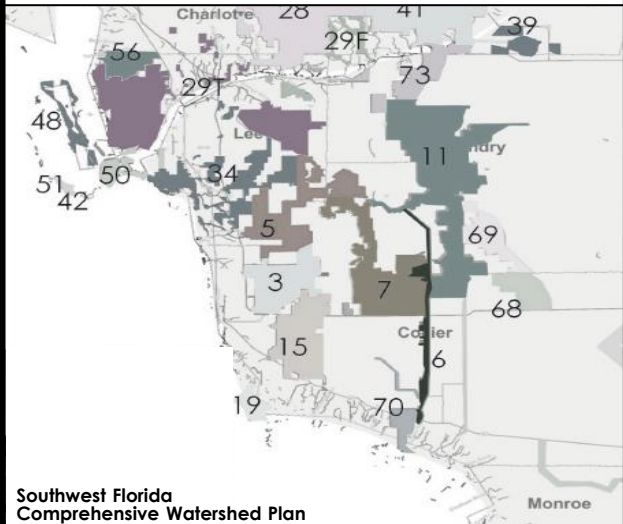 Charlotte
28
41
39
29F
56
73
29T
48
Lee
11
ndry
34
51
50
42
5
69
3
7
68
Collier
15
6
19
70
Southwest Florida
Comprehensive Watershed Plan
Monroe